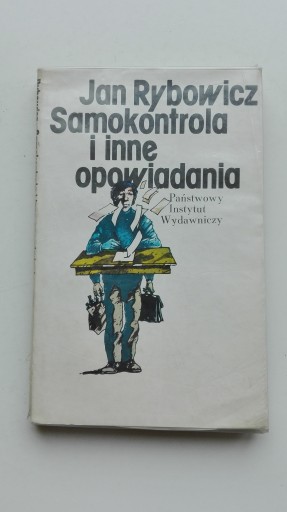 Jan Rybowicz
Samokontrola
i inne
opowiadania
Państwowy
Instytut
Wydawniczy